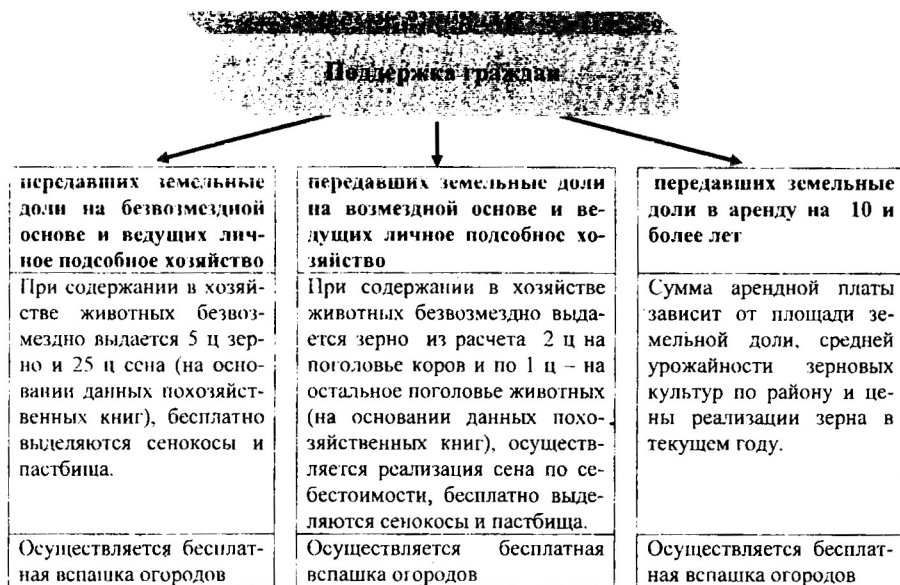 Поддержка граждан
передавших земельные
доли на безвозмездной
основе и ведущих лич-
ное подсобное хозяйство
При содержании в хозяй-
стве животных безвоз-
мездно выдается 5 ц зер-
но и 25 ц сена (на осно-
вании данных похозяйст-
венных книг), бесплатно
выделяются сенокосы и
пастбища.
Осуществляется бесплат-
ная вспашка огородов
передавших земельные доли
на возмездной основе и ве-
дущих личное подсобное хо-
зяйство
При содержании в хозяйстве
животных безвозмездно выда-
ется зерно из расчета 2 ц на
поголовье коров и по 1 ц – на
остальное поголовье животных
(на основании данных похо-
зяйственных книг), осуществ-
ляется реализация сена по се-
бестоимости, бесплатно выде-
ляются сенокосы и пастбища.
Осуществляется бесплатная
вспашка огородов
передавших земельные
доли в аренду на 10 и
более лет
Сумма арендной платы
зависит от площади зе-
мельной доли, средней
урожайности зерновых
культур по району и це-
ны реализации зерна в
текущем году.
Осуществляется бесплат-
ная вспашка огородов